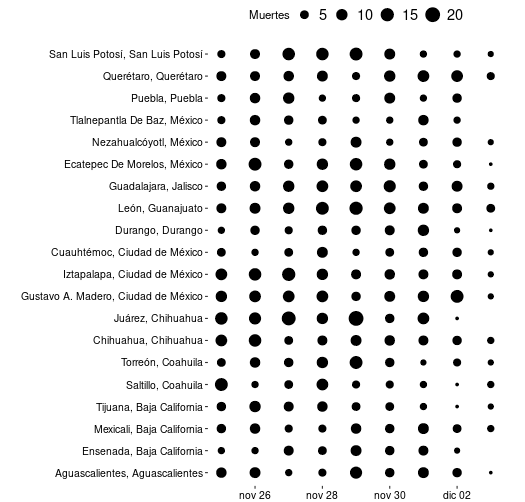 Muertes 5 10 15 20
San Luis Potosí, San Luis Potosí
Querétaro, Querétaro
Puebla, Puebla
Tlalnepantla De Baz, México
Nezahualcóyotl, México
Ecatepec De Morelos, México
Guadalajara, Jalisco
León, Guanajuato
Durango, Durango
Cuauhtémoc, Ciudad de México
Iztapalapa, Ciudad de México
Gustavo A. Madero, Ciudad de México
Juárez, Chihuahua
Chihuahua, Chihuahua
Torreón, Coahuila
Saltillo, Coahuila
Tijuana, Baja California
Mexicali, Baja California
Ensenada, Baja California
Aguascalientes, Aguascalientes
nov 26 nov 28 nov 30 dic 02